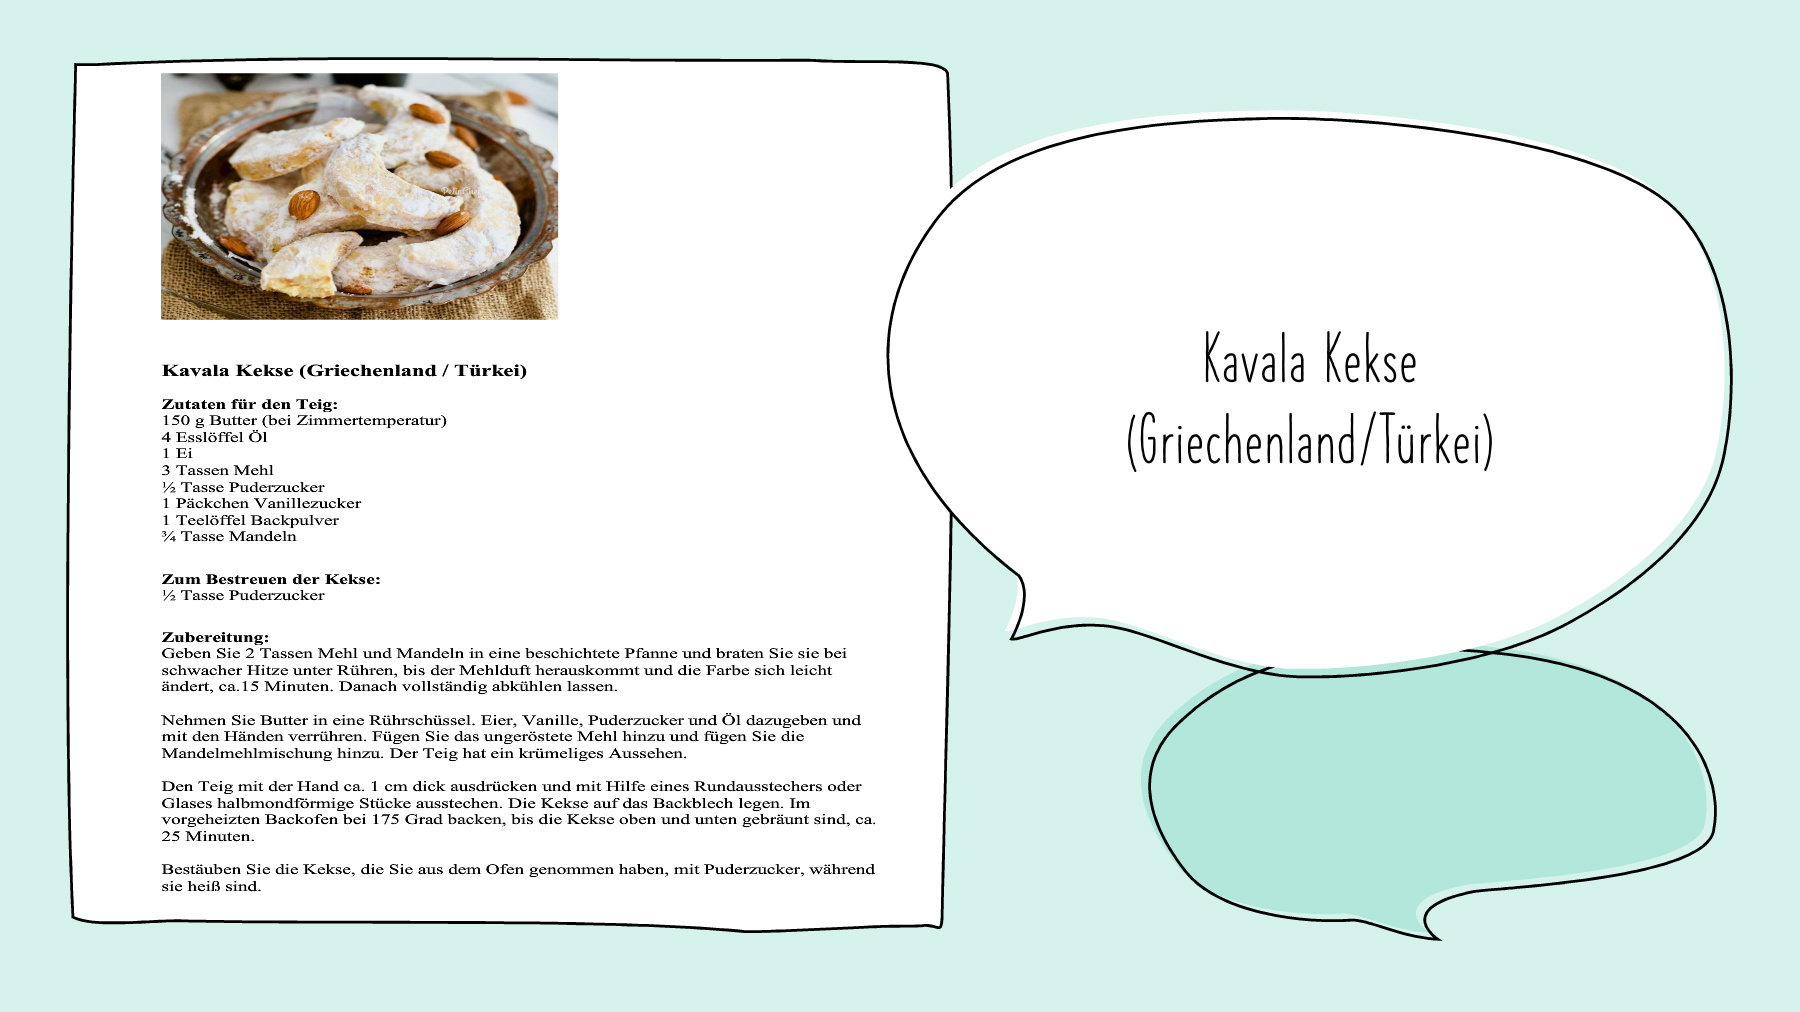 Kavala Kekse (Griechenland / Türkei)
Zutaten für den Teig:
150 g Butter (bei Zimmertemperatur)
4 Esslöffel Öl
1 Ei
3 Tassen Mehl
½ Tasse Puderzucker
1 Päckchen Vanillezucker
1 Teelöffel Backpulver
¾ Tasse Mandeln
Zum Bestreuen der Kekse:
½ Tasse Puderzucker
Zubereitung:
Geben Sie 2 Tassen Mehl und Mandeln in eine beschichtete Pfanne und braten Sie sie bei
schwacher Hitze unter Rühren, bis der Mehlduft herauskommt und die Farbe sich leicht
ändert, ca.15 Minuten. Danach vollständig abkühlen lassen.
Nehmen Sie Butter in eine Rührschüssel. Eier, Vanille, Puderzucker und Öl dazugeben und
mit den Händen verrühren. Fügen Sie das ungeröstete Mehl hinzu und fügen Sie die
Mandelmehlmischung hinzu. Der Teig hat ein krümeliges Aussehen.
Den Teig mit der Hand ca. 1 cm dick ausdrücken und mit Hilfe eines Rundausstechers oder
Glases halbmondförmige Stücke ausstechen. Die Kekse auf das Backblech legen. Im
vorgeheizten Backofen bei 175 Grad backen, bis die Kekse oben und unten gebräunt sind, ca.
25 Minuten.
Bestäuben Sie die Kekse, die Sie aus dem Ofen genommen haben, mit Puderzucker, während
sie heiß sind.
Kavala Kekse
(Griechenland/Türkei)